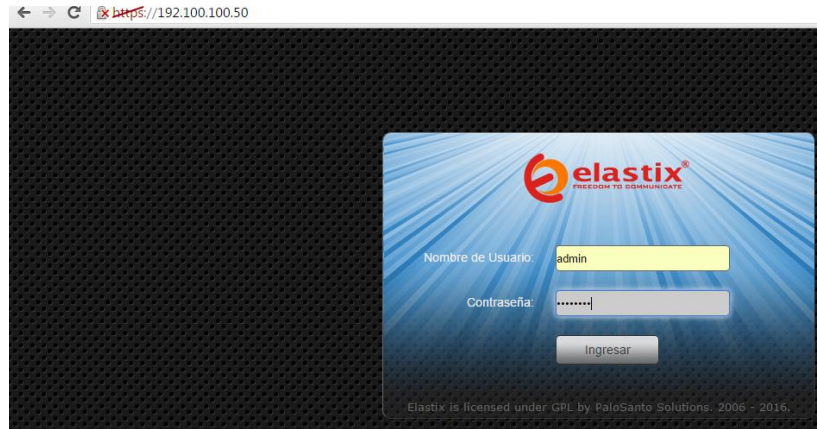 https://192.100.100.50
elastix®
FREEDOM TO COMMUNICATE
Nombre de Usuario: admin
Contraseña: ••••••••
Ingresar
Elastix is licensed under GPL by PaloSanto Solutions. 2006 - 2016.